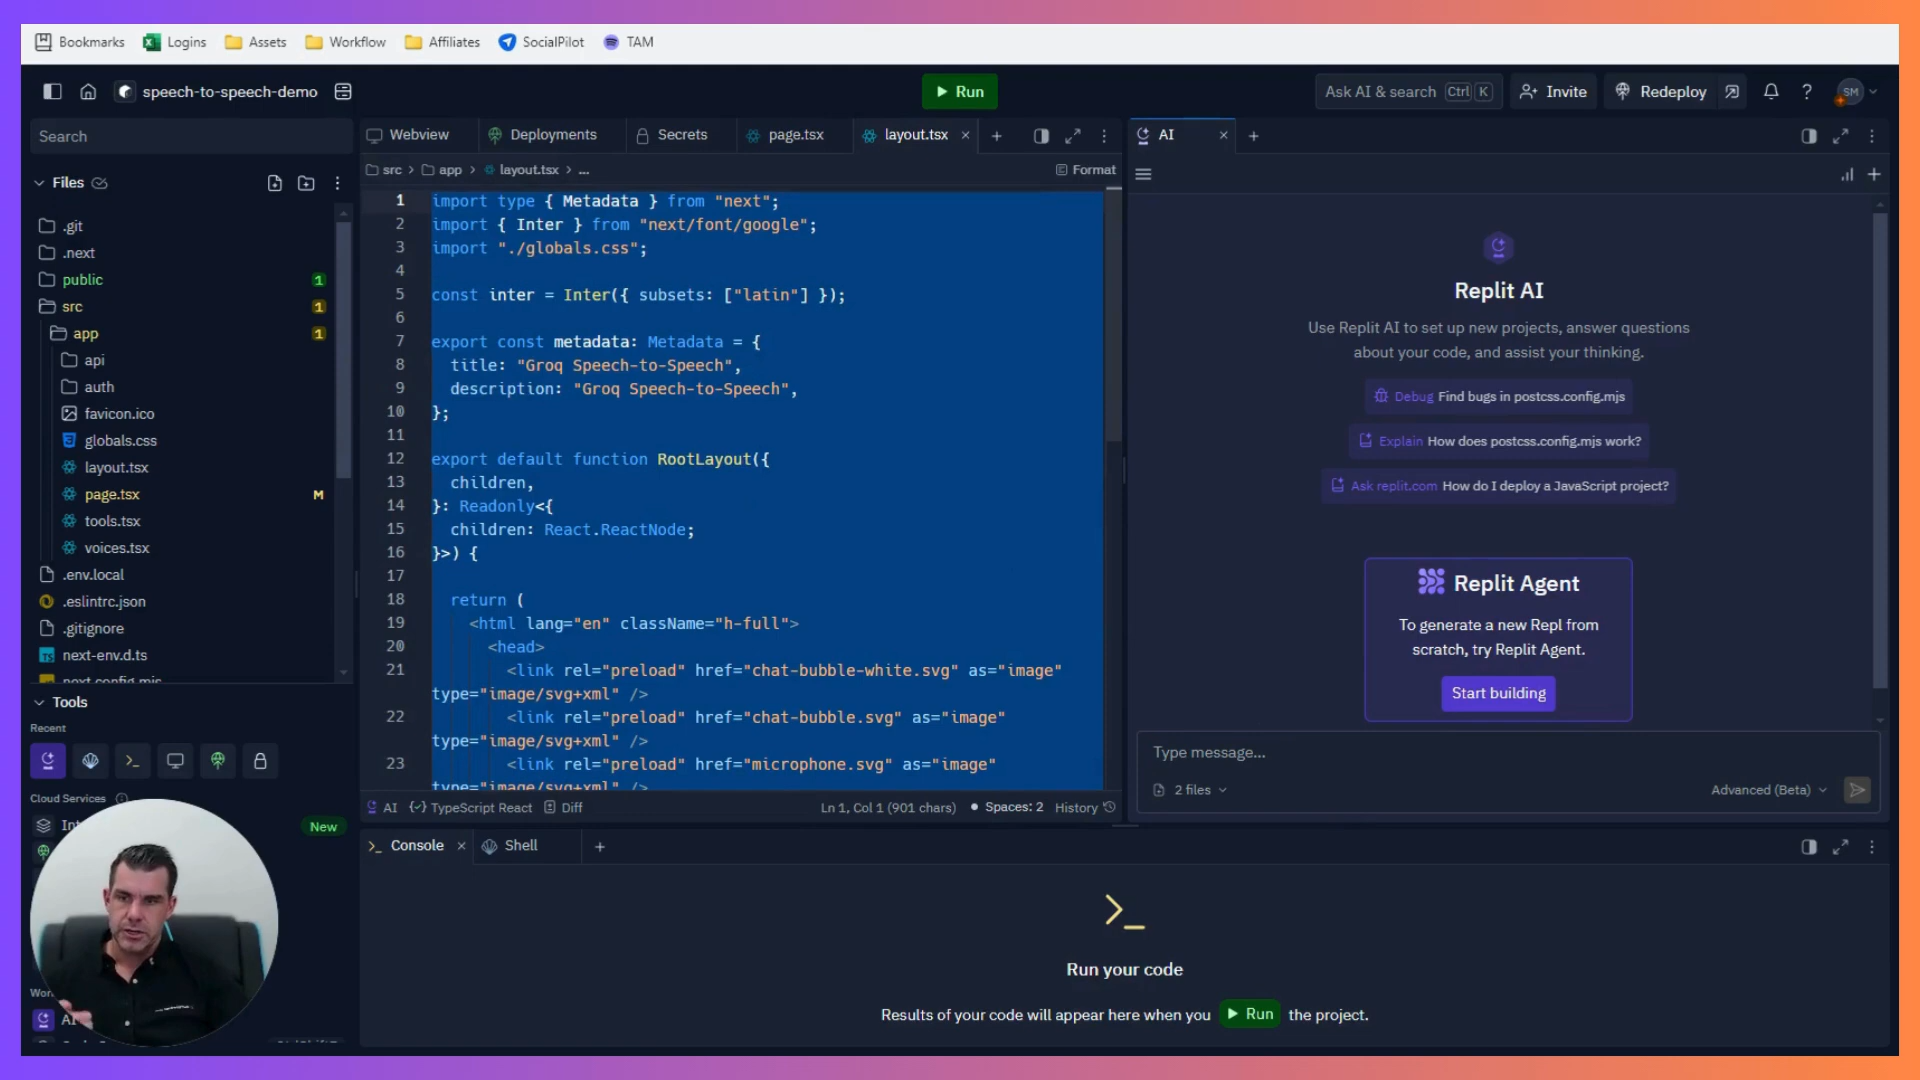 Bookmarks Logins Assets Workflow Affiliates SocialPilot TAM
speech-to-speech-demo Run Ask AI & search Ctrl K Invite Redeploy ? SM
Search
Files
.git
.next
public 1
src 1
app 1
api
auth
favicon.ico
globals.css
layout.tsx
page.tsx M
tools.tsx
voices.tsx
.env.local
.eslintrc.json
.gitignore
next-env.d.ts
next.config.mjs
Tools
Recent
Cloud Services
New
AI
Webview Deployments Secrets page.tsx layout.tsx
src > app > layout.tsx > ... Format
1 import type { Metadata } from "next";
2 import { Inter } from "next/font/google";
3 import "./globals.css";
4
5 const inter = Inter({ subsets: ["latin"] });
6
7 export const metadata: Metadata = {
8 title: "Groq Speech-to-Speech",
9 description: "Groq Speech-to-Speech",
10 };
11
12 export default function RootLayout({
13 children,
14 }: Readonly<{
15 children: React.ReactNode;
16 }>) {
17
18 return (
19 <html lang="en" className="h-full">
20 <head>
21 <link rel="preload" href="chat-bubble-white.svg" as="image"
type="image/svg+xml" />
22 <link rel="preload" href="chat-bubble.svg" as="image"
type="image/svg+xml" />
23 <link rel="preload" href="microphone.svg" as="image"
type="image/svg+xml" />
AI TypeScript React Diff Ln 1, Col 1 (901 chars) Spaces: 2 History
AI
Replit AI
Use Replit AI to set up new projects, answer questions
about your code, and assist your thinking.
Debug Find bugs in postcss.config.mjs
Explain How does postcss.config.mjs work?
Ask replit.com How do I deploy a JavaScript project?
Replit Agent
To generate a new Repl from
scratch, try Replit Agent.
Start building
Type message...
2 files Advanced (Beta)
Console Shell
Run your code
Results of your code will appear here when you Run the project.